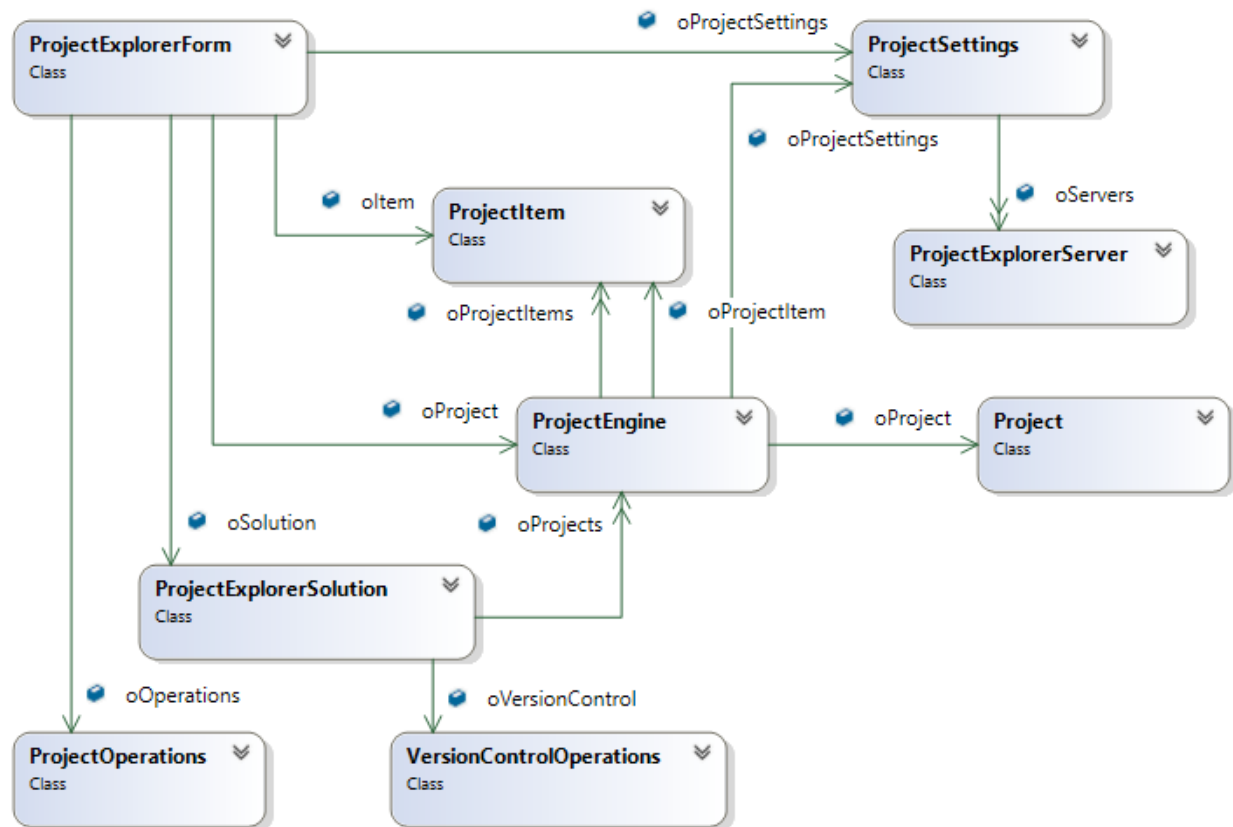 oProjectSettings
ProjectExplorerForm
Class
ProjectSettings
Class
oProjectSettings
oItem
ProjectItem
Class
oServers
ProjectExplorerServer
Class
oProjectItems
oProjectItem
oProject
ProjectEngine
Class
oProject
Project
Class
oSolution
oProjects
ProjectExplorerSolution
Class
oOperations
oVersionControl
ProjectOperations
Class
VersionControlOperations
Class